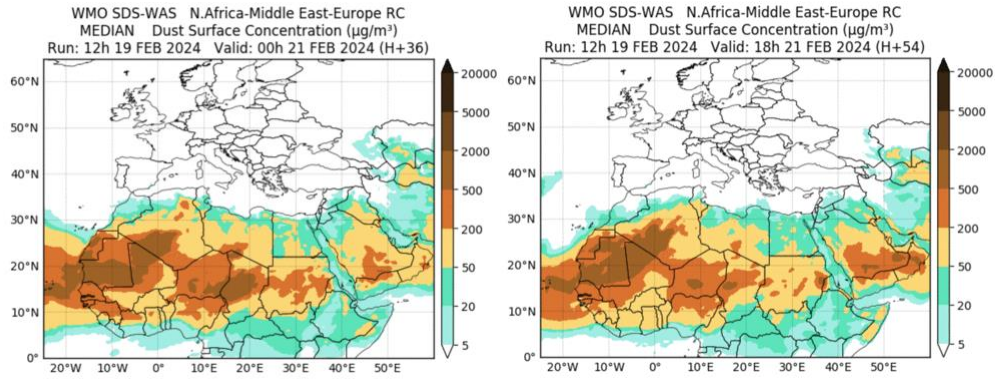 WMO SDS-WAS N.Africa-Middle East-Europe RC
MEDIAN Dust Surface Concentration (µg/m³)
Run: 12h 19 FEB 2024 Valid: 00h 21 FEB 2024 (H+36)
60°N
50°N
40°N
30°N
20°N
10°N
0°
20°W
10°W
0°
10°E
20°E
30°E
40°E
50°E
20000
5000
2000
500
200
50
20
5
WMO SDS-WAS N.Africa-Middle East-Europe RC
MEDIAN Dust Surface Concentration (µg/m³)
Run: 12h 19 FEB 2024 Valid: 18h 21 FEB 2024 (H+54)
60°N
50°N
40°N
30°N
20°N
10°N
0°
20°W
10°W
0°
10°E
20°E
30°E
40°E
50°E
20000
5000
2000
500
200
50
20
5